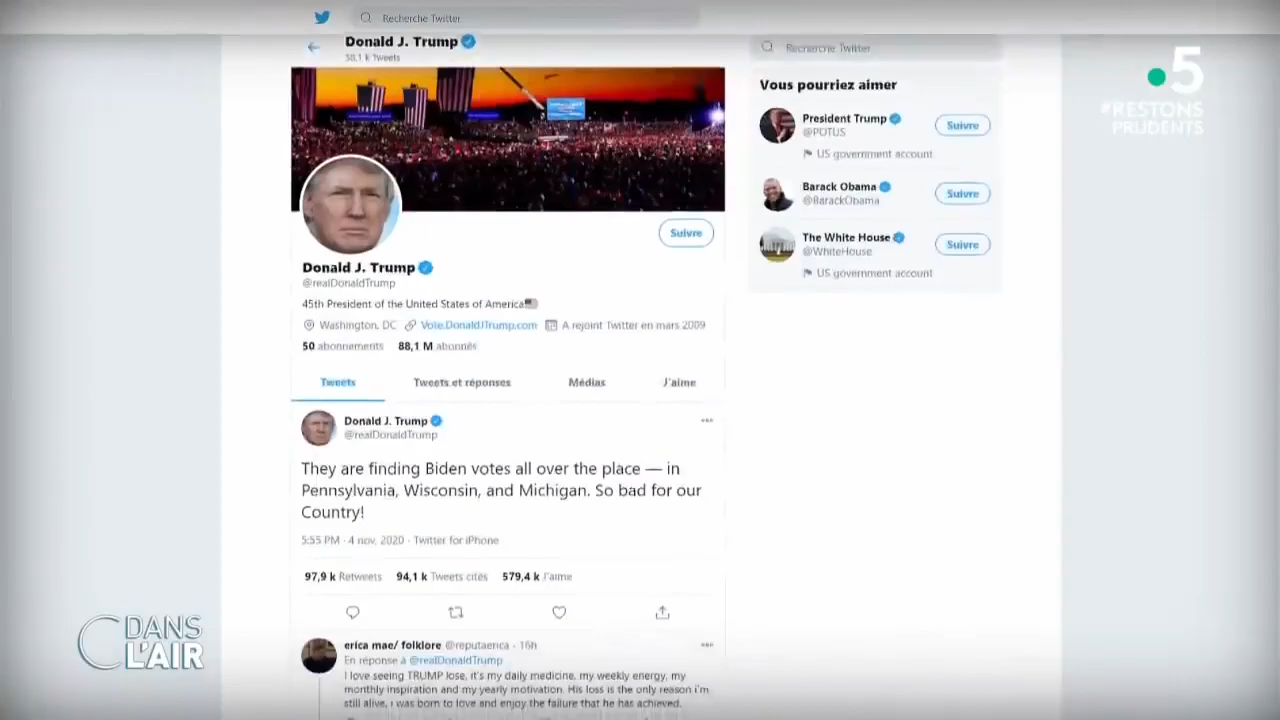 Recherche Twitter
Donald J. Trump
58,1 k Tweets
Recherche Twitter
5
#RESTONS
PRUDENTS
Vous pourriez aimer
President Trump
@POTUS
Suivre
US government account
Barack Obama
@BarackObama
Suivre
The White House
@WhiteHouse
Suivre
US government account
Suivre
Donald J. Trump
@realDonaldTrump
45th President of the United States of America
Washington, DC Vote.DonaldJTrump.com A rejoint Twitter en mars 2009
50 abonnements 88,1 M abonnés
Tweets Tweets et réponses Médias J'aime
Donald J. Trump
@realDonaldTrump
They are finding Biden votes all over the place — in
Pennsylvania, Wisconsin, and Michigan. So bad for our
Country!
5:55 PM · 4 nov. 2020 · Twitter for iPhone
97,9 k Retweets 94,1 k Tweets cités 579,4 k J'aime
erica mae/ folklore @reputaerica · 16h
En réponse à @realDonaldTrump
I love seeing TRUMP lose, it's my daily medicine, my weekly energy, my
monthly inspiration and my yearly motivation. His loss is the only reason i'm
still alive, i was born to love and enjoy the failure that he has achieved.
C DANS
L'AIR